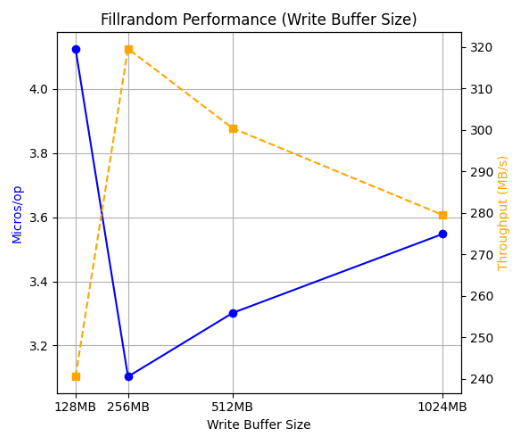 Fillrandom Performance (Write Buffer Size)
4.0
3.8
3.6
3.4
3.2
Micros/op
320
310
300
290
280
270
260
250
240
Throughput (MB/s)
128MB 256MB 512MB 1024MB
Write Buffer Size